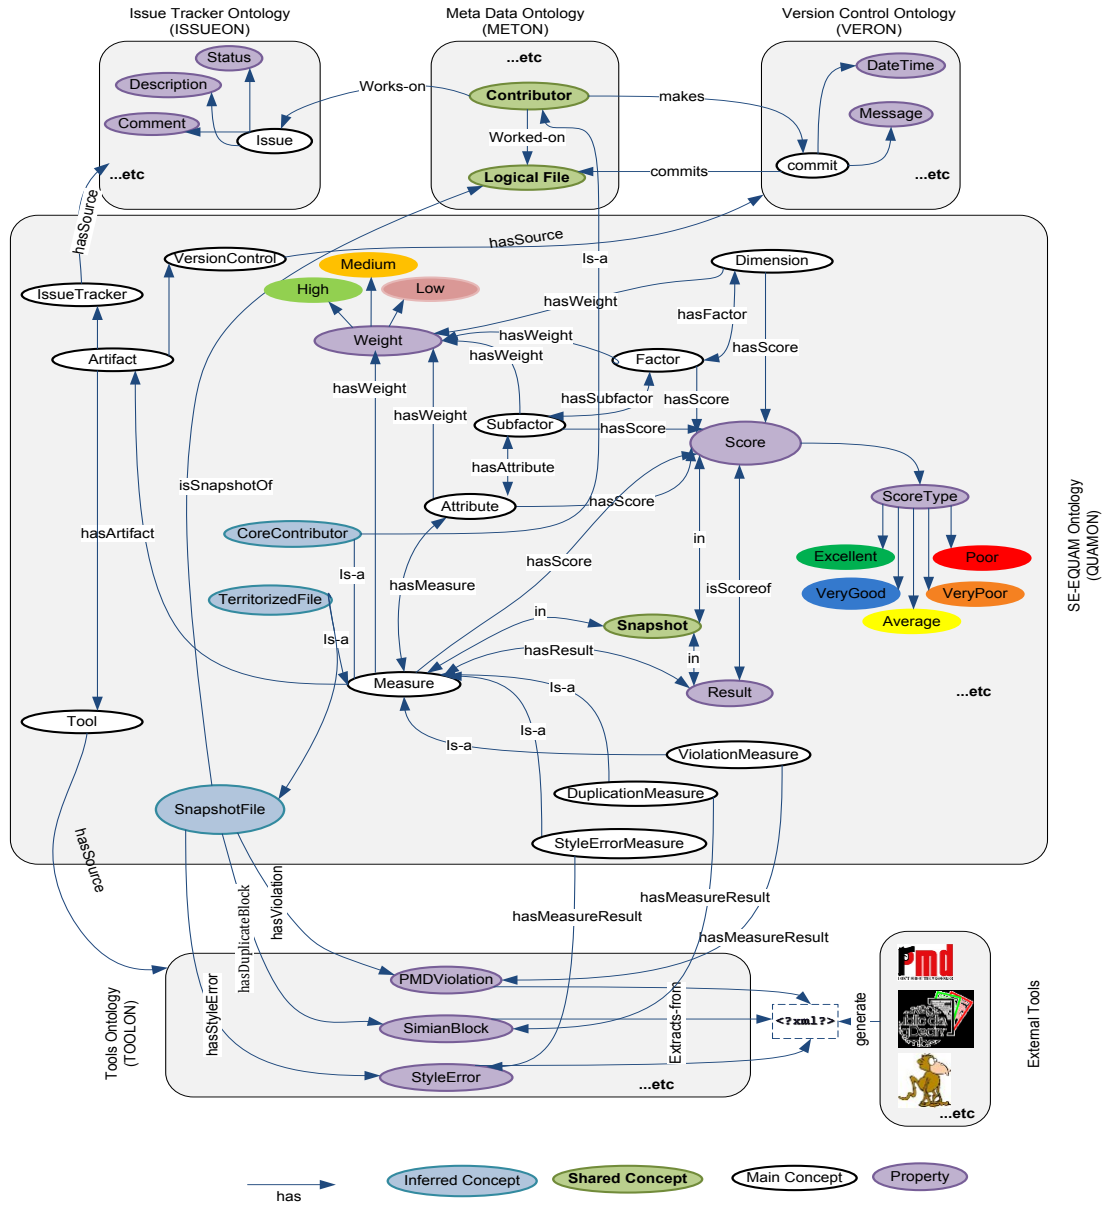 Issue Tracker Ontology
(ISSUEON)
Meta Data Ontology
(METON)
Version Control Ontology
(VERON)
Status
Description
Comment
Issue
...etc
...etc
Contributor
Worked-on
Logical File
Works-on
makes
commits
DateTime
Message
commit
...etc
hasSource
hasSource
VersionControl
IssueTracker
Artifact
Medium
High
Low
Weight
Is-a
Dimension
hasWeight
hasFactor
hasWeight
hasWeight
hasScore
Factor
hasWeight
hasWeight
hasSubfactor
hasScore
Subfactor
hasScore
Score
hasAttribute
isSnapshotOf
ScoreType
Attribute
hasScore
hasArtifact
CoreContributor
in
Excellent
Poor
hasScore
Is-a
hasMeasure
isScoreof
VeryGood
VeryPoor
TerritorizedFile
in
Snapshot
Average
Is-a
hasResult
in
Measure
Is-a
Result
...etc
Tool
Is-a
Is-a
ViolationMeasure
DuplicationMeasure
SnapshotFile
StyleErrorMeasure
SE-EQUAM Ontology
(QUAMON)
hasSource
hasViolation
hasDuplicateBlock
hasMeasureResult
hasMeasureResult
hasMeasureResult
hasStyleError
PMDViolation
SimianBlock
StyleError
Extracts-from
...etc
Tools Ontology
(TOOLON)
<?xml?>
generate
Pmd
...etc
External Tools
has
Inferred Concept
Shared Concept
Main Concept
Property